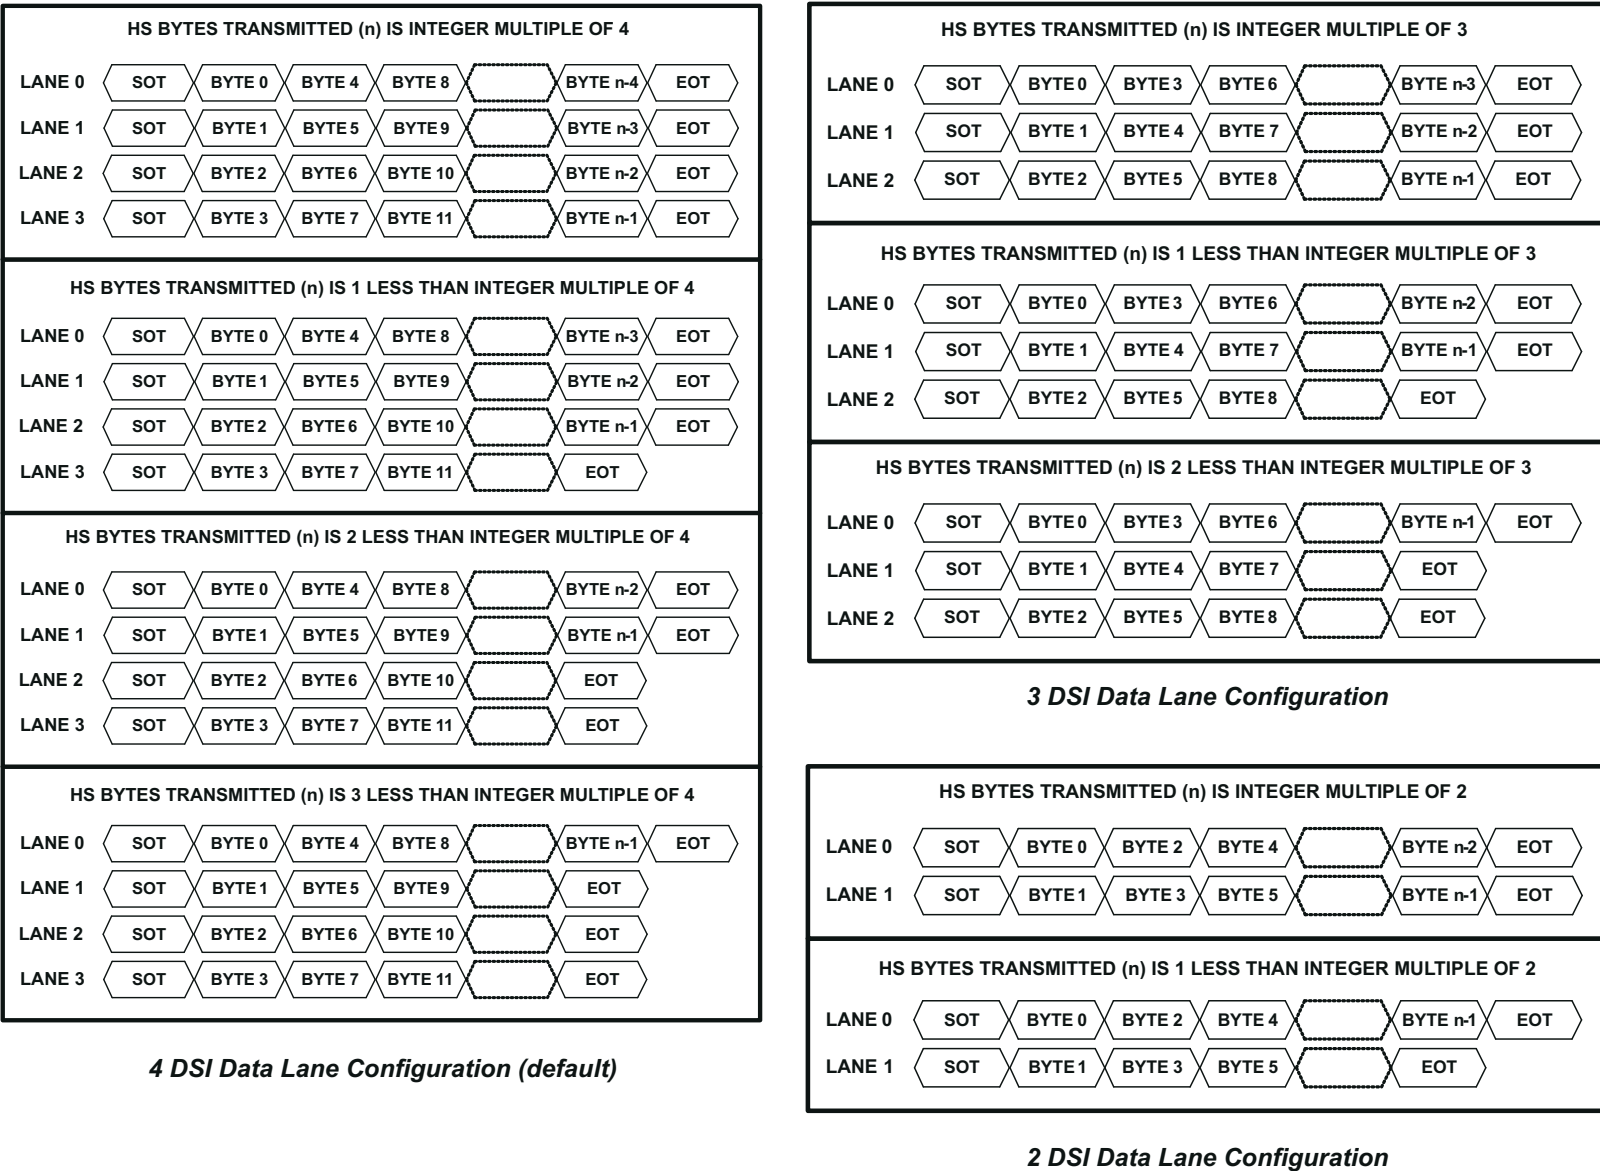 HS BYTES TRANSMITTED (n) IS INTEGER MULTIPLE OF 4
LANE 0 SOT BYTE 0 BYTE 4 BYTE 8 BYTE n-4 EOT
LANE 1 SOT BYTE 1 BYTE 5 BYTE 9 BYTE n-3 EOT
LANE 2 SOT BYTE 2 BYTE 6 BYTE 10 BYTE n-2 EOT
LANE 3 SOT BYTE 3 BYTE 7 BYTE 11 BYTE n-1 EOT
HS BYTES TRANSMITTED (n) IS 1 LESS THAN INTEGER MULTIPLE OF 4
LANE 0 SOT BYTE 0 BYTE 4 BYTE 8 BYTE n-3 EOT
LANE 1 SOT BYTE 1 BYTE 5 BYTE 9 BYTE n-2 EOT
LANE 2 SOT BYTE 2 BYTE 6 BYTE 10 BYTE n-1 EOT
LANE 3 SOT BYTE 3 BYTE 7 BYTE 11 EOT
HS BYTES TRANSMITTED (n) IS 2 LESS THAN INTEGER MULTIPLE OF 4
LANE 0 SOT BYTE 0 BYTE 4 BYTE 8 BYTE n-2 EOT
LANE 1 SOT BYTE 1 BYTE 5 BYTE 9 BYTE n-1 EOT
LANE 2 SOT BYTE 2 BYTE 6 BYTE 10 EOT
LANE 3 SOT BYTE 3 BYTE 7 BYTE 11 EOT
HS BYTES TRANSMITTED (n) IS 3 LESS THAN INTEGER MULTIPLE OF 4
LANE 0 SOT BYTE 0 BYTE 4 BYTE 8 BYTE n-1 EOT
LANE 1 SOT BYTE 1 BYTE 5 BYTE 9 EOT
LANE 2 SOT BYTE 2 BYTE 6 BYTE 10 EOT
LANE 3 SOT BYTE 3 BYTE 7 BYTE 11 EOT
4 DSI Data Lane Configuration (default)
HS BYTES TRANSMITTED (n) IS INTEGER MULTIPLE OF 3
LANE 0 SOT BYTE 0 BYTE 3 BYTE 6 BYTE n-3 EOT
LANE 1 SOT BYTE 1 BYTE 4 BYTE 7 BYTE n-2 EOT
LANE 2 SOT BYTE 2 BYTE 5 BYTE 8 BYTE n-1 EOT
HS BYTES TRANSMITTED (n) IS 1 LESS THAN INTEGER MULTIPLE OF 3
LANE 0 SOT BYTE 0 BYTE 3 BYTE 6 BYTE n-2 EOT
LANE 1 SOT BYTE 1 BYTE 4 BYTE 7 BYTE n-1 EOT
LANE 2 SOT BYTE 2 BYTE 5 BYTE 8 EOT
HS BYTES TRANSMITTED (n) IS 2 LESS THAN INTEGER MULTIPLE OF 3
LANE 0 SOT BYTE 0 BYTE 3 BYTE 6 BYTE n-1 EOT
LANE 1 SOT BYTE 1 BYTE 4 BYTE 7 EOT
LANE 2 SOT BYTE 2 BYTE 5 BYTE 8 EOT
3 DSI Data Lane Configuration
HS BYTES TRANSMITTED (n) IS INTEGER MULTIPLE OF 2
LANE 0 SOT BYTE 0 BYTE 2 BYTE 4 BYTE n-2 EOT
LANE 1 SOT BYTE 1 BYTE 3 BYTE 5 BYTE n-1 EOT
HS BYTES TRANSMITTED (n) IS 1 LESS THAN INTEGER MULTIPLE OF 2
LANE 0 SOT BYTE 0 BYTE 2 BYTE 4 BYTE n-1 EOT
LANE 1 SOT BYTE 1 BYTE 3 BYTE 5 EOT
2 DSI Data Lane Configuration